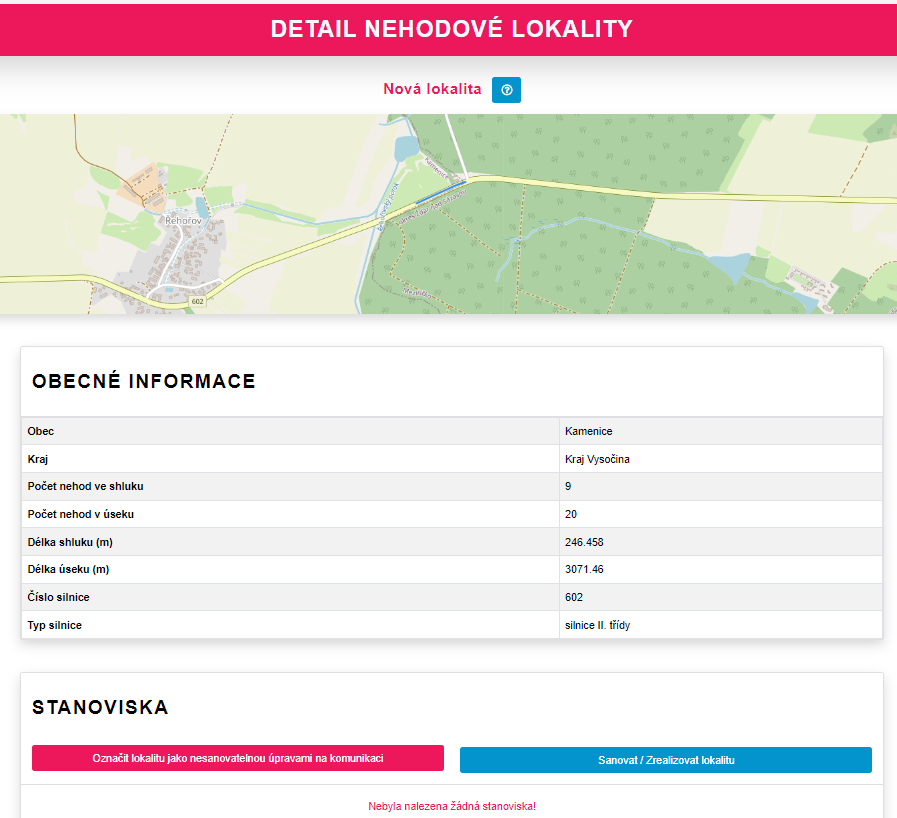 DETAIL NEHODOVÉ LOKALITY
Nová lokalita
Kamenice
Řehořov
602
OBECNÉ INFORMACE
Obec Kamenice
Kraj Kraj Vysočina
Počet nehod ve shluku 9
Počet nehod v úseku 20
Délka shluku (m) 246.458
Délka úseku (m) 3071.46
Číslo silnice 602
Typ silnice silnice II. třídy
STANOVISKA
Označit lokalitu jako nesanovatelnou úpravami na komunikaci
Sanovat / Zrealizovat lokalitu
Nebyla nalezena žádná stanoviska!